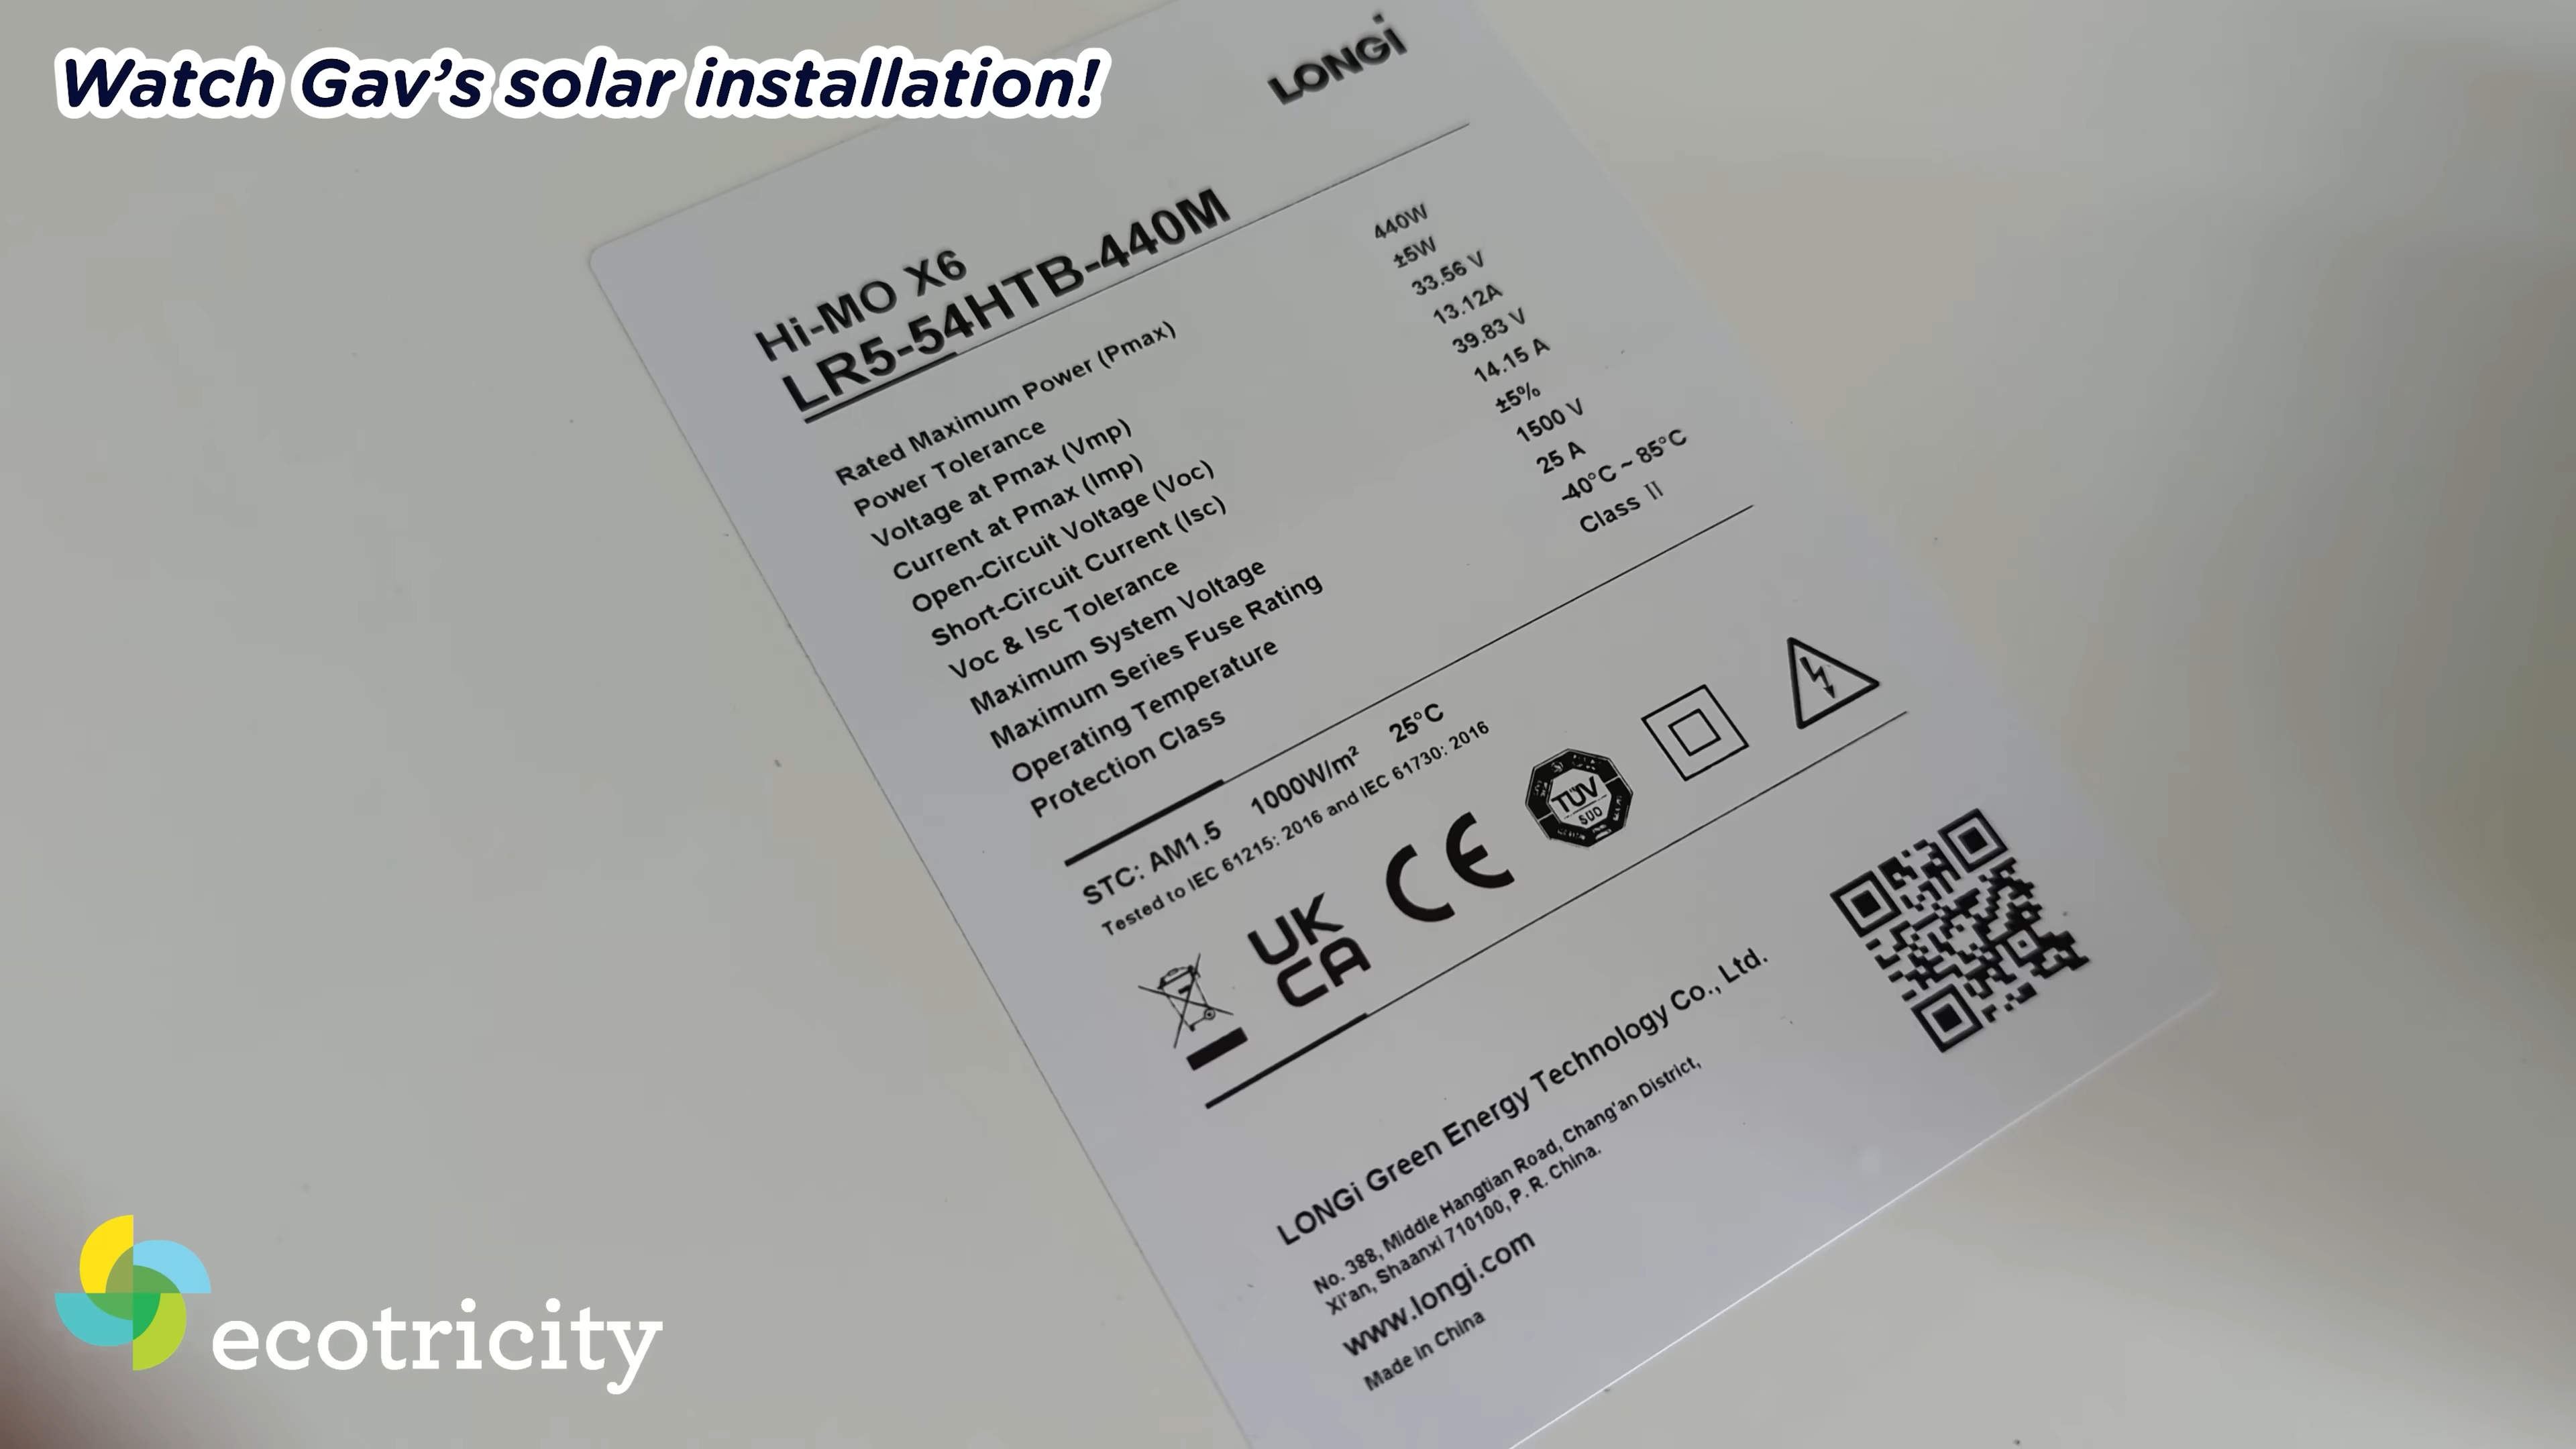 Watch Gav's solar installation!
LONGi
Hi-MO X6
LR5-54HTB-440M
Rated Maximum Power (Pmax) 440W
Power Tolerance ±5W
Voltage at Pmax (Vmp) 33.56 V
Current at Pmax (Imp) 13.12A
Open-Circuit Voltage (Voc) 39.83 V
Short-Circuit Current (Isc) 14.15 A
Voc & Isc Tolerance ±5%
Maximum System Voltage 1500 V
Maximum Series Fuse Rating 25 A
Operating Temperature -40°C ~ 85°C
Protection Class Class II
STC: AM1.5 1000W/m² 25°C
Tested to IEC 61215: 2016 and IEC 61730: 2016
UK
CA
CE
TÜV
SÜD
LONGi Green Energy Technology Co., Ltd.
No. 388, Middle Hangtian Road, Chang'an District,
Xi'an, Shaanxi 710100, P. R. China.
www.longi.com
Made in China
ecotricity